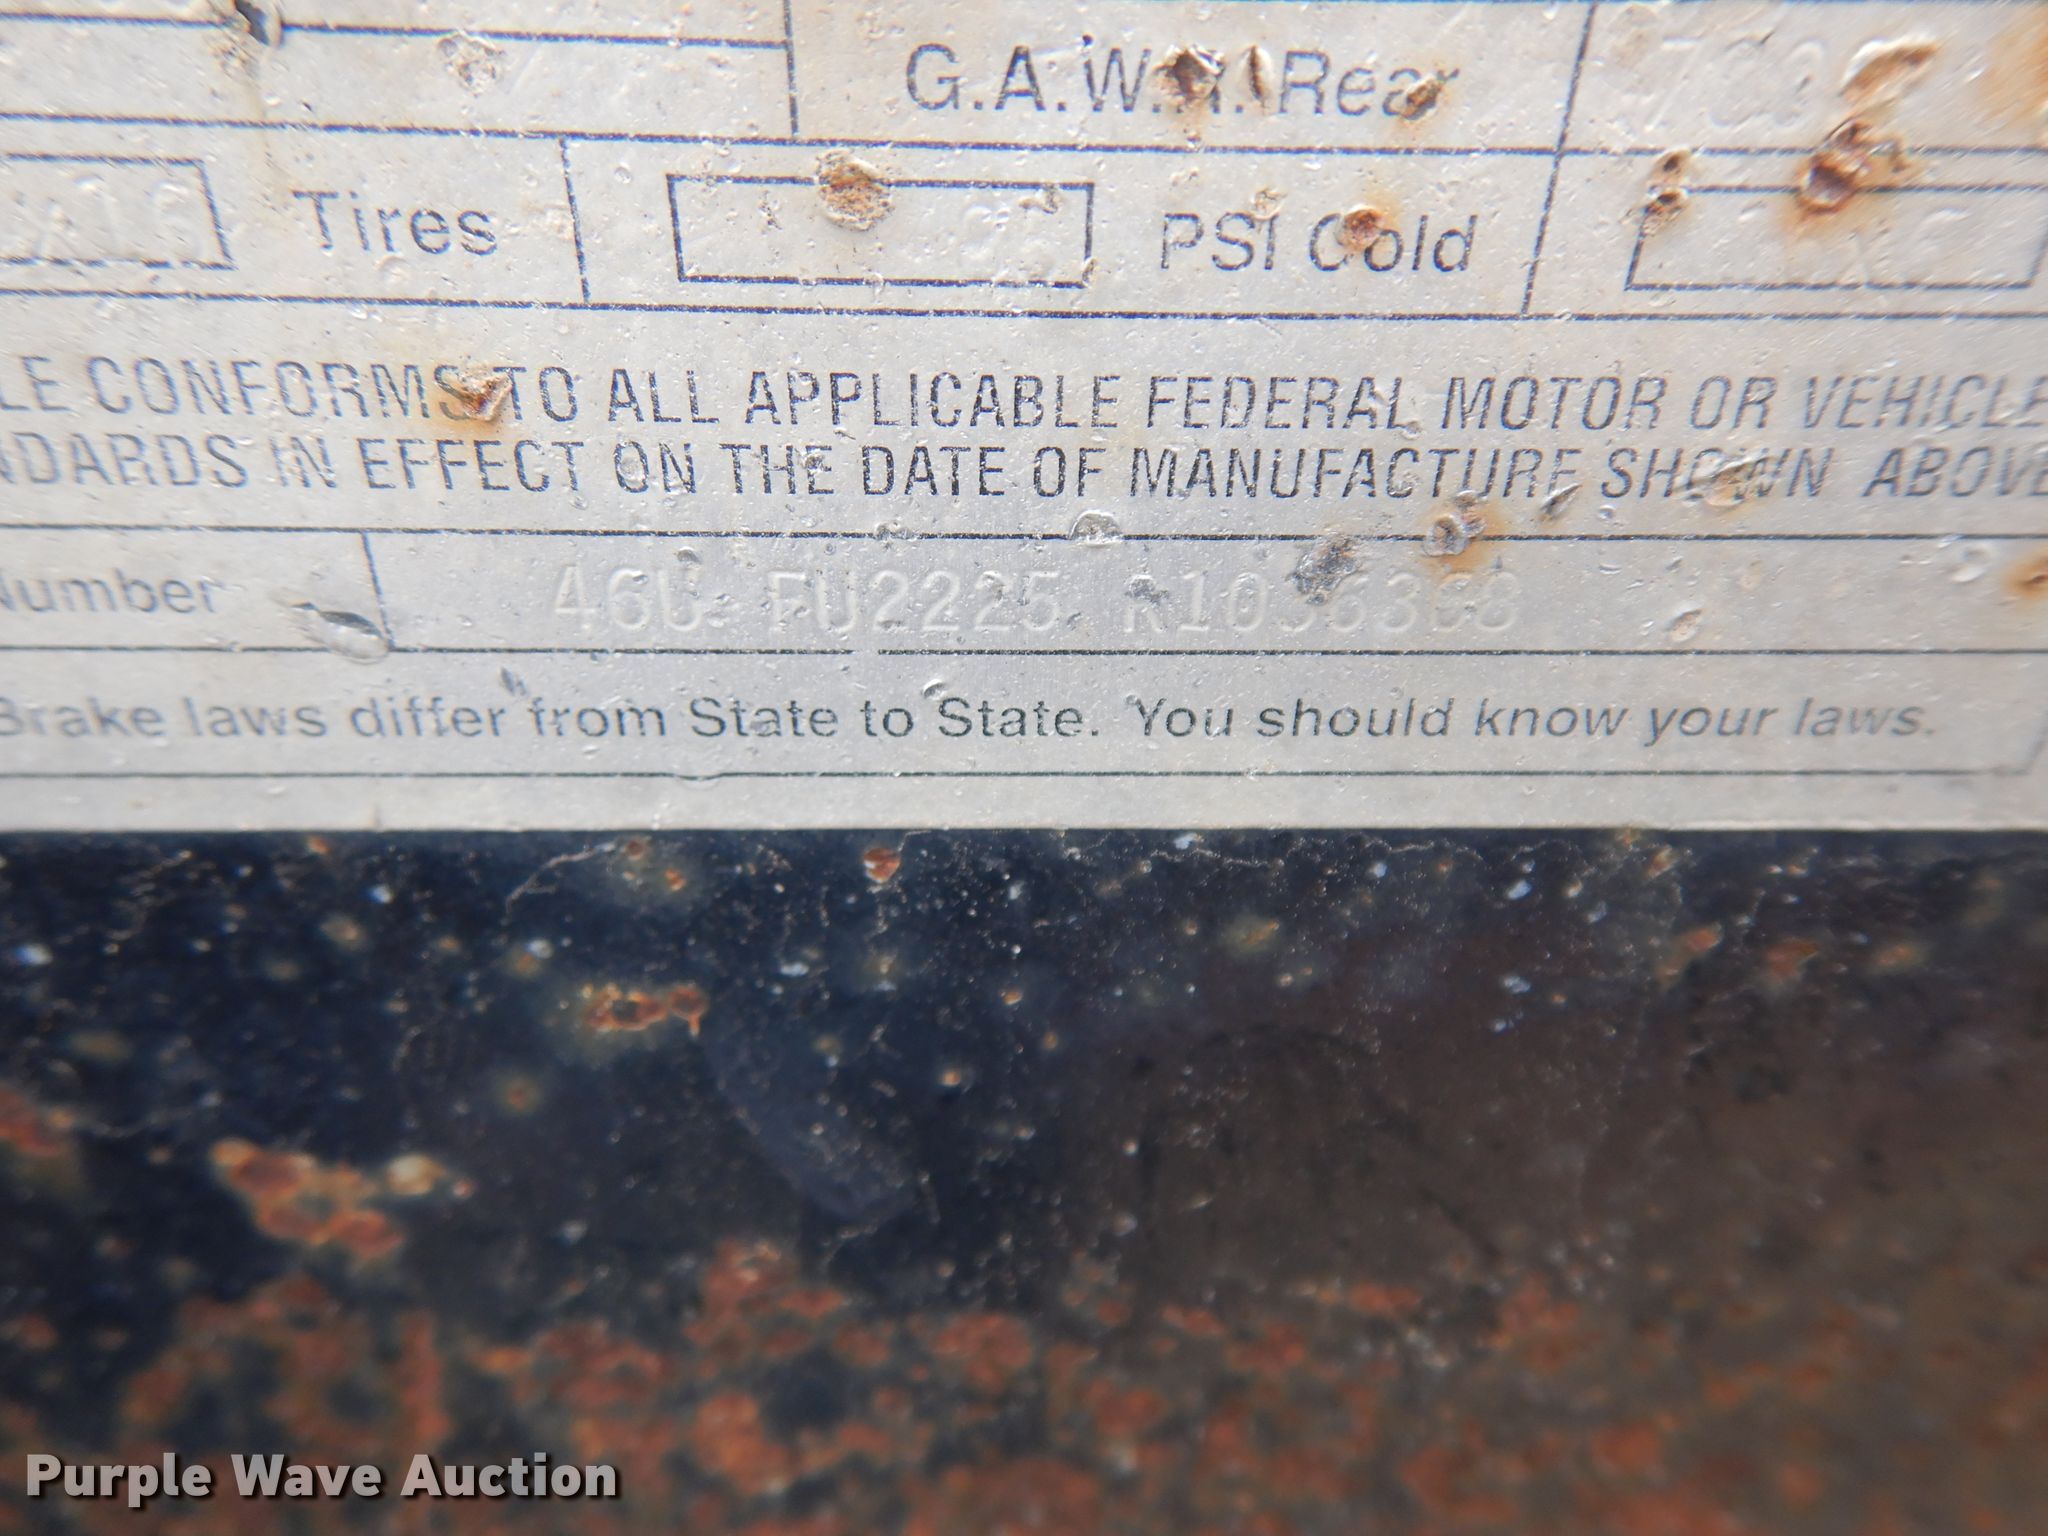 G.A.W.R. Rear
Tires
PSI Cold
LE CONFORMS TO ALL APPLICABLE FEDERAL MOTOR OR VEHICLE
NDARDS IN EFFECT ON THE DATE OF MANUFACTURE SHOWN ABOVE
Number 46U FU2225
Brake laws differ from State to State. You should know your laws.
Purple Wave Auction